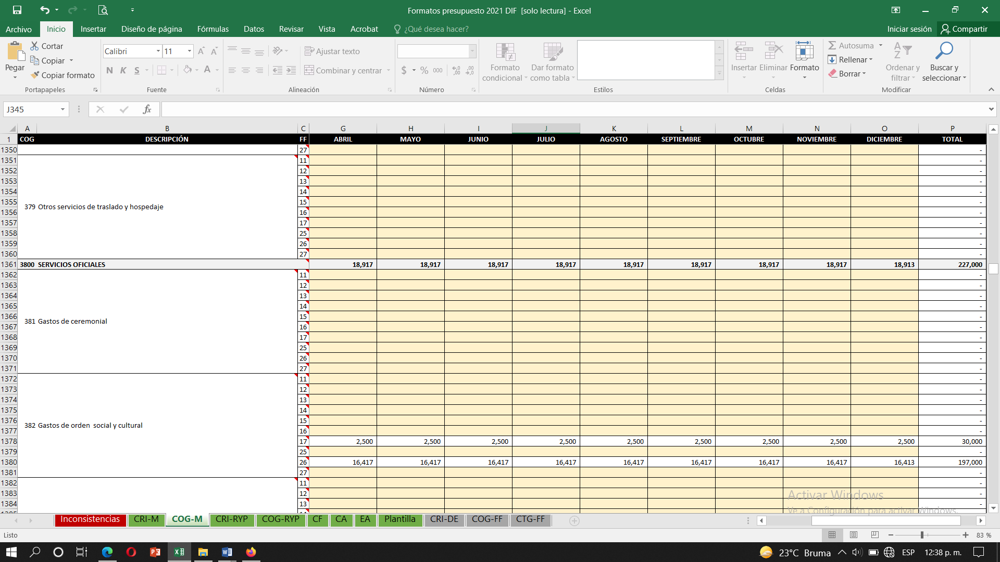 Formatos presupuesto 2021 DIF [solo lectura] - Excel
Archivo Inicio Insertar Diseño de página Fórmulas Datos Revisar Vista Acrobat ¿Qué desea hacer? Iniciar sesión Compartir
Pegar
Cortar
Copiar
Copiar formato
Portapapeles
Calibri 11
N K S
Fuente
Ajustar texto
Combinar y centrar
Alineación
$ % 000
Número
Formato condicional
Dar formato como tabla
Estilos
Insertar Eliminar Formato
Celdas
Autosuma
Rellenar
Borrar
Ordenar y filtrar
Buscar y seleccionar
Modificar
J345 fx
A B C G H I J K L M N O P
1 COG DESCRIPCIÓN FF ABRIL MAYO JUNIO JULIO AGOSTO SEPTIEMBRE OCTUBRE NOVIEMBRE DICIEMBRE TOTAL
1350 27 -
1351 11 -
1352 12 -
1353 13 -
1354 14 -
1355 15 -
379 Otros servicios de traslado y hospedaje
1356 16 -
1357 17 -
1358 25 -
1359 26 -
1360 27 -
1361 3800 SERVICIOS OFICIALES 18,917 18,917 18,917 18,917 18,917 18,917 18,917 18,917 18,913 227,000
1362 11 -
1363 12 -
1364 13 -
1365 14 -
1366 15 -
381 Gastos de ceremonial
1367 16 -
1368 17 -
1369 25 -
1370 26 -
1371 27 -
1372 11 -
1373 12 -
1374 13 -
1375 14 -
1376 15 -
382 Gastos de orden  social y cultural
1377 16 -
1378 17 2,500 2,500 2,500 2,500 2,500 2,500 2,500 2,500 2,500 30,000
1379 25 -
1380 26 16,417 16,417 16,417 16,417 16,417 16,417 16,417 16,417 16,413 197,000
1381 27 -
1382 11 -
1383 12 -
1384 13 -
Activar Windows
Ve a Configuración para activar Windows.
Inconsistencias CRI-M COG-M CRI-RYP COG-RYP CF CA EA Plantilla CRI-DE COG-FF CTG-FF
Listo 83 %
23°C Bruma ESP 12:38 p. m.